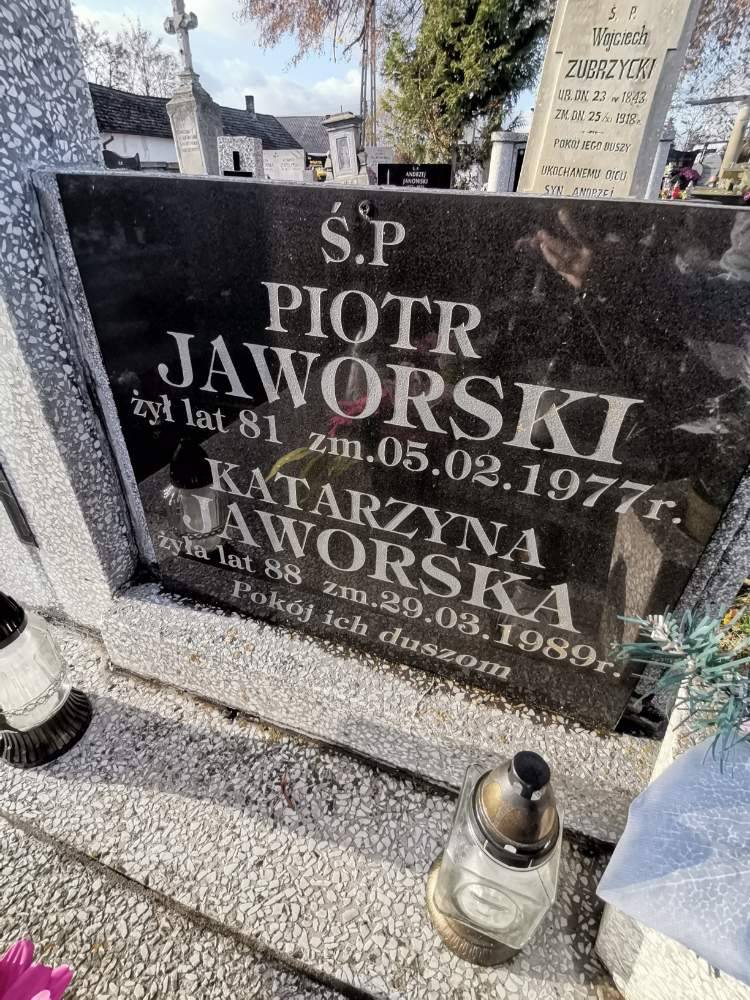 Ś.P
PIOTR
JAWORSKI
żył lat 81 zm.05.02.1977r.
KATARZYNA
JAWORSKA
żyła lat 88 zm.29.03.1989r.
Pokój ich duszom
Ś. P.
Wojciech
ZUBRZYCKI
UR. DN. 23 1843.
ZM. DN. 25 1918 r.
POKÓJ JEGO DUSZY
UKOCHANEMU OJCU
SYN ANDRZEJ
ANDRZEJ
JANOWSKI